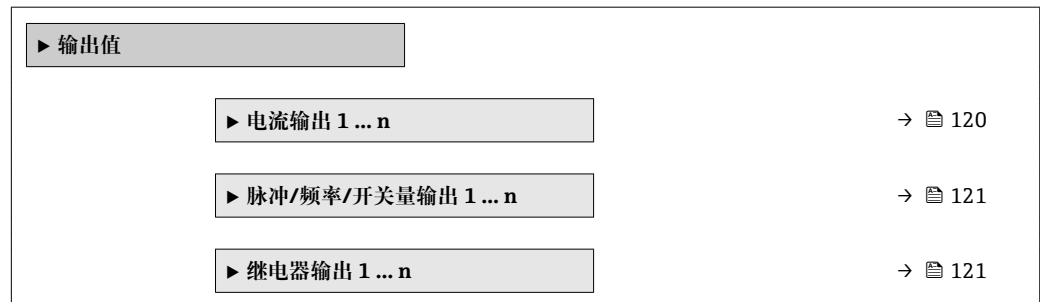 ▶ 输出值
▶ 电流输出 1 … n → 🖹 120
▶ 脉冲/频率/开关量输出 1 … n → 🖹 121
▶ 继电器输出 1 … n → 🖹 121